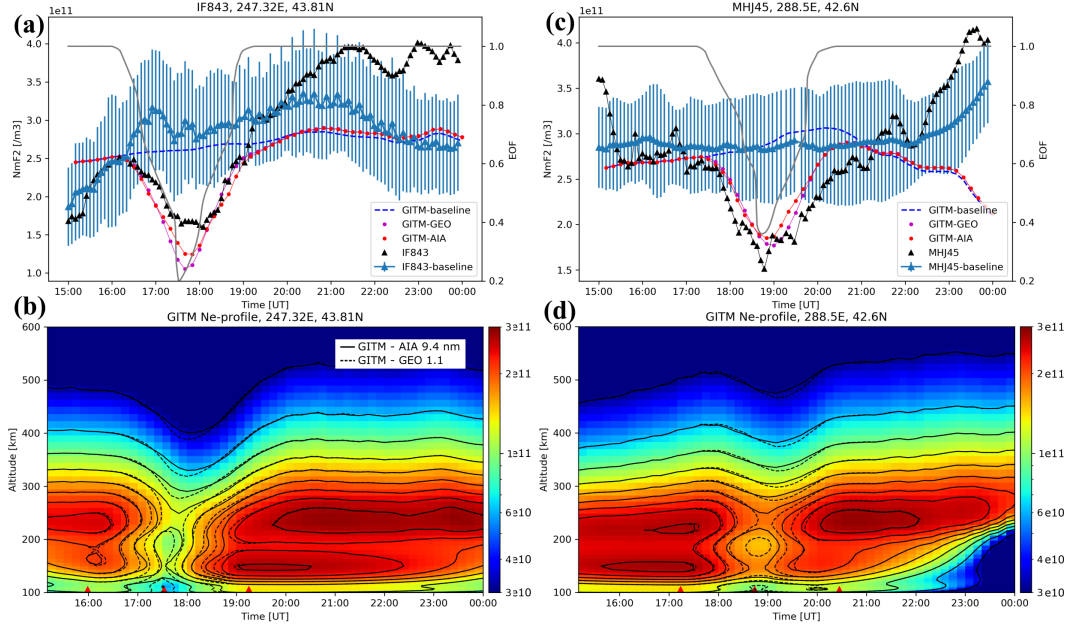 (a)
1e11
IF843, 247.32E, 43.81N
4.0
3.5
3.0
2.5
2.0
1.5
1.0
NmF2 [/m3]
1.0
0.8
0.6
0.4
0.2
EOF
GITM-baseline
GITM-GEO
GITM-AIA
IF843
IF843-baseline
15:00 16:00 17:00 18:00 19:00 20:00 21:00 22:00 23:00 00:00
Time [UT]
(c)
1e11
MHJ45, 288.5E, 42.6N
4.0
3.5
3.0
2.5
2.0
1.5
NmF2 [/m3]
1.0
0.8
0.6
0.4
0.2
EOF
GITM-baseline
GITM-GEO
GITM-AIA
MHJ45
MHJ45-baseline
15:00 16:00 17:00 18:00 19:00 20:00 21:00 22:00 23:00 00:00
Time [UT]
(b)
GITM Ne-profile, 247.32E, 43.81N
600
500
400
300
200
100
Altitude [km]
GITM - AIA 9.4 nm
GITM - GEO 1.1
3e11
2e11
1e11
6e10
4e10
3e10
16:00 17:00 18:00 19:00 20:00 21:00 22:00 23:00 00:00
Time [UT]
(d)
GITM Ne-profile, 288.5E, 42.6N
600
500
400
300
200
100
Altitude [km]
3e11
2e11
1e11
6e10
4e10
3e10
16:00 17:00 18:00 19:00 20:00 21:00 22:00 23:00 00:00
Time [UT]